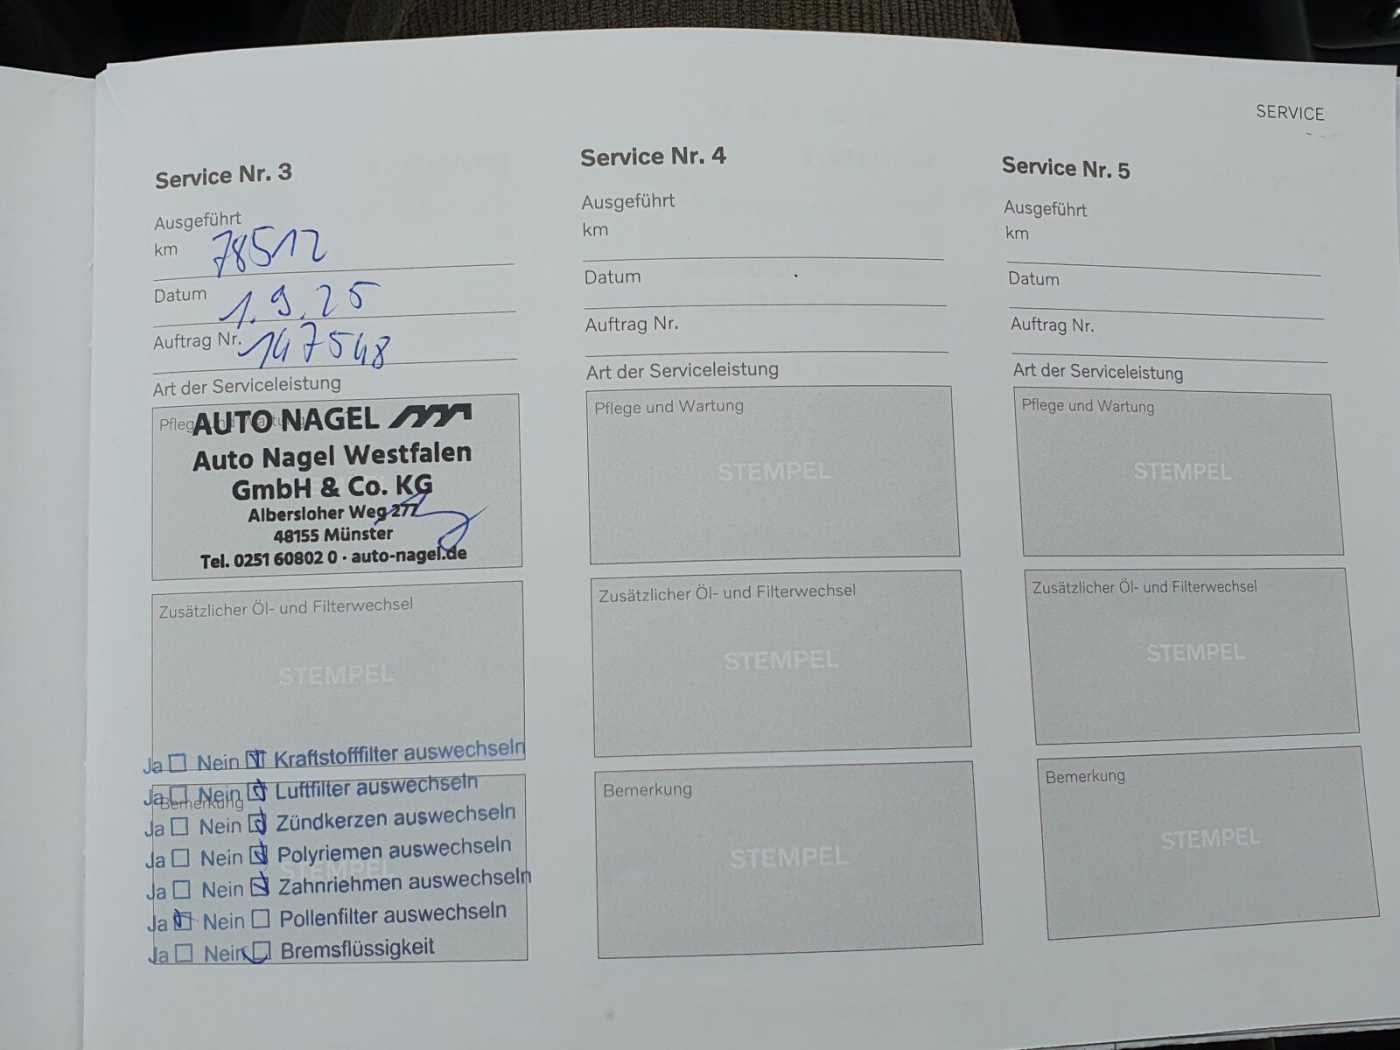 SERVICE
Service Nr. 3
Ausgeführt
km 78512
Datum 1.9.25
Auftrag Nr. 147548
Art der Serviceleistung
Pflege und Wartung
AUTO NAGEL
Auto Nagel Westfalen
GmbH & Co. KG
Albersloher Weg 277
48155 Münster
Tel. 0251 60802 0 · auto-nagel.de
Zusätzlicher Öl- und Filterwechsel
STEMPEL
Ja Nein Kraftstofffilter auswechseln
Ja Nein Luftfilter auswechseln
Bemerkung
Ja Nein Zündkerzen auswechseln
Ja Nein Polyriemen auswechseln
STEMPEL
Ja Nein Zahnriehmen auswechseln
Ja Nein Pollenfilter auswechseln
Ja Nein Bremsflüssigkeit
Service Nr. 4
Ausgeführt
km
Datum
Auftrag Nr.
Art der Serviceleistung
Pflege und Wartung
STEMPEL
Zusätzlicher Öl- und Filterwechsel
STEMPEL
Bemerkung
STEMPEL
Service Nr. 5
Ausgeführt
km
Datum
Auftrag Nr.
Art der Serviceleistung
Pflege und Wartung
STEMPEL
Zusätzlicher Öl- und Filterwechsel
STEMPEL
Bemerkung
STEMPEL